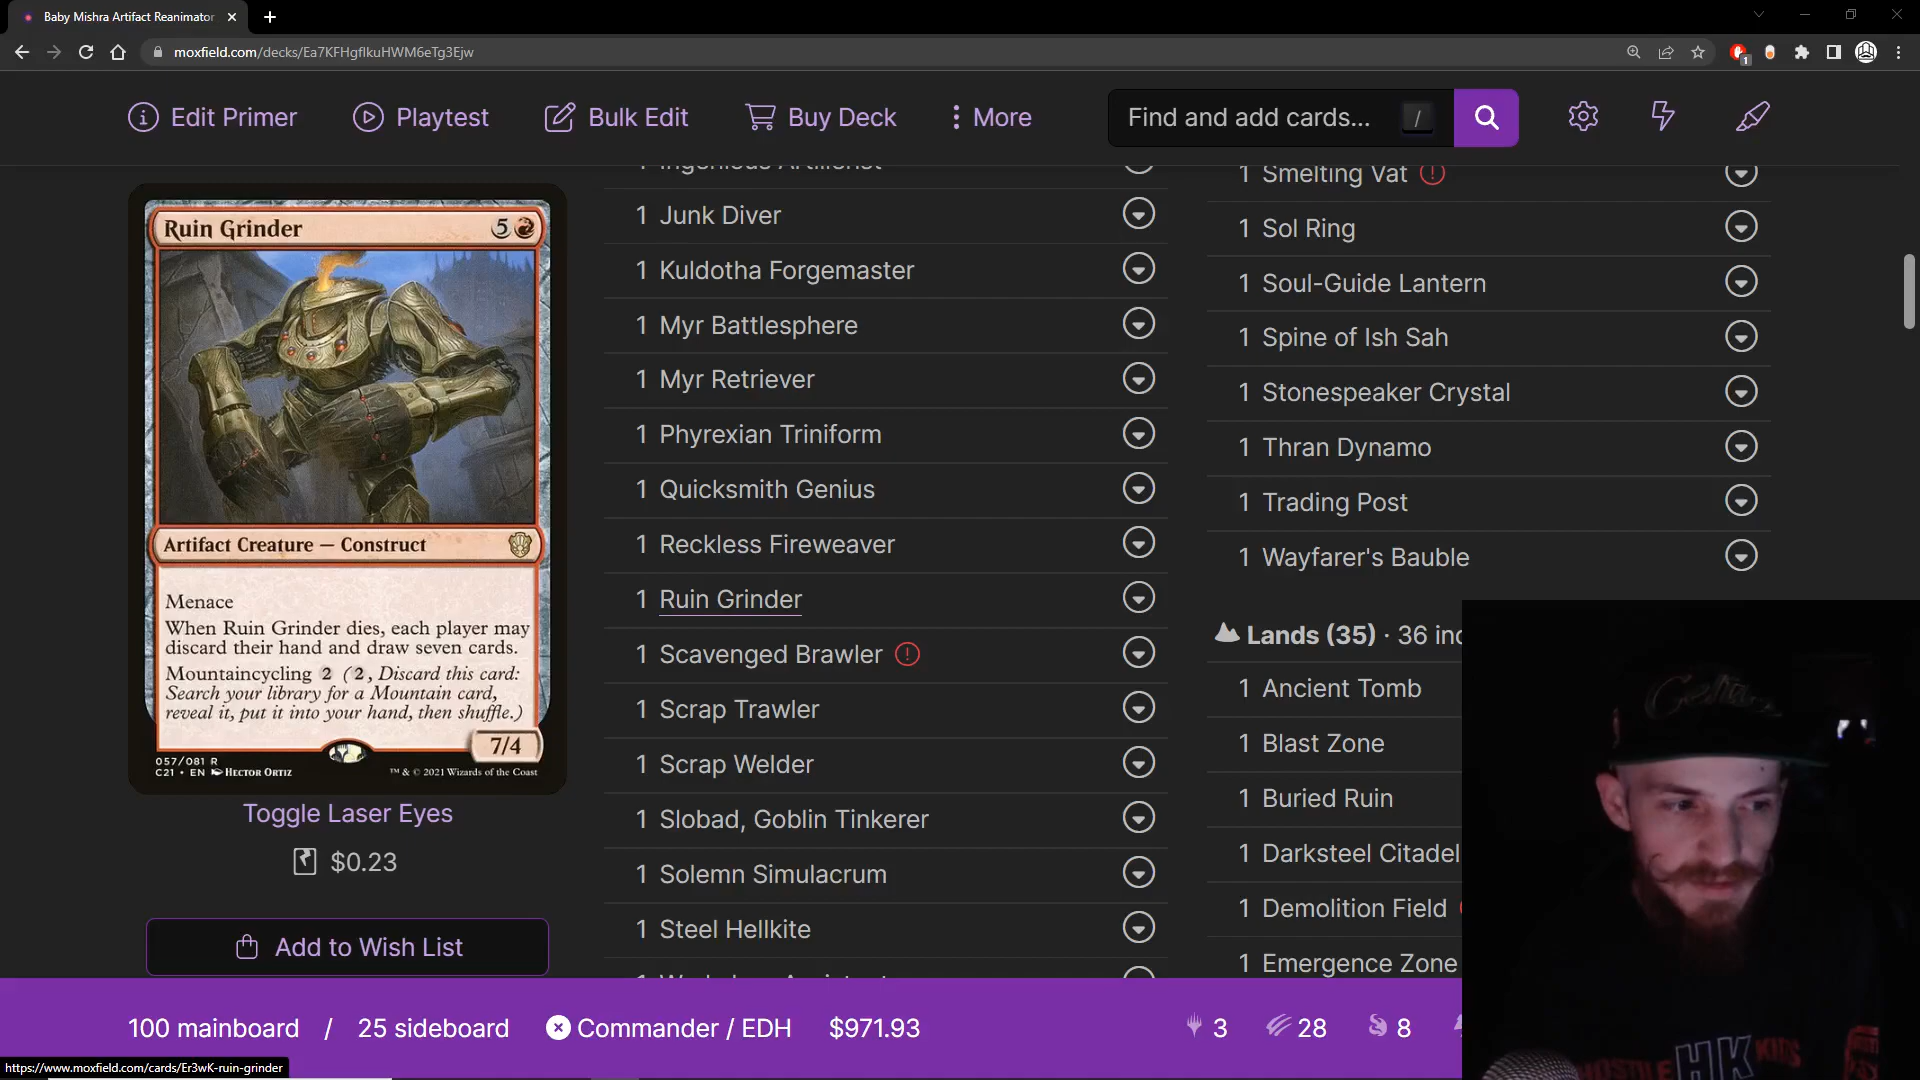 Baby Mishra Artifact Reanimator
moxfield.com/decks/Ea7KFHgfIkuHWM6eTg3Ejw
1
Edit Primer
Playtest
Bulk Edit
Buy Deck
More
Find and add cards...
/
Ruin Grinder
5
Artifact Creature — Construct
Menace
When Ruin Grinder dies, each player may
discard their hand and draw seven cards.
Mountaincycling 2 (2, Discard this card:
Search your library for a Mountain card,
reveal it, put it into your hand, then shuffle.)
7/4
057/081 R
C21 • EN HECTOR ORTIZ
™ & © 2021 Wizards of the Coast
Toggle Laser Eyes
$0.23
Add to Wish List
1 Ingenious Artillerist
1 Junk Diver
1 Kuldotha Forgemaster
1 Myr Battlesphere
1 Myr Retriever
1 Phyrexian Triniform
1 Quicksmith Genius
1 Reckless Fireweaver
1 Ruin Grinder
1 Scavenged Brawler
1 Scrap Trawler
1 Scrap Welder
1 Slobad, Goblin Tinkerer
1 Solemn Simulacrum
1 Steel Hellkite
1 Smelting Vat
1 Sol Ring
1 Soul-Guide Lantern
1 Spine of Ish Sah
1 Stonespeaker Crystal
1 Thran Dynamo
1 Trading Post
1 Wayfarer's Bauble
Lands (35) · 36 inc
1 Ancient Tomb
1 Blast Zone
1 Buried Ruin
1 Darksteel Citadel
1 Demolition Field
1 Emergence Zone
100 mainboard / 25 sideboard
Commander / EDH
$971.93
3
28
8
HK
KIDS
https://www.moxfield.com/cards/Er3wK-ruin-grinder